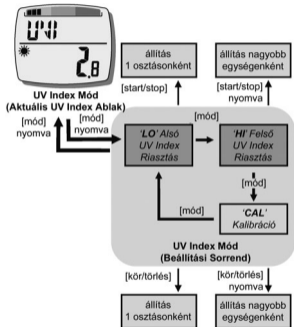 UVI
2.8
UV Index Mód
(Aktuális UV Index Ablak)
állítás
1 osztásonként
állítás nagyobb
egységenként
[start/stop]
[start/stop]
nyomva
[mód]
nyomva
[mód]
nyomva
[mód]
'LO' Alsó
UV Index
Riasztás
'HI' Felső
UV Index
Riasztás
[mód]
[mód]
'CAL'
Kalibráció
UV Index Mód
(Beállítási Sorrend)
[kör/törlés]
[kör/törlés]
nyomva
állítás
1 osztásonként
állítás nagyobb
egységenként